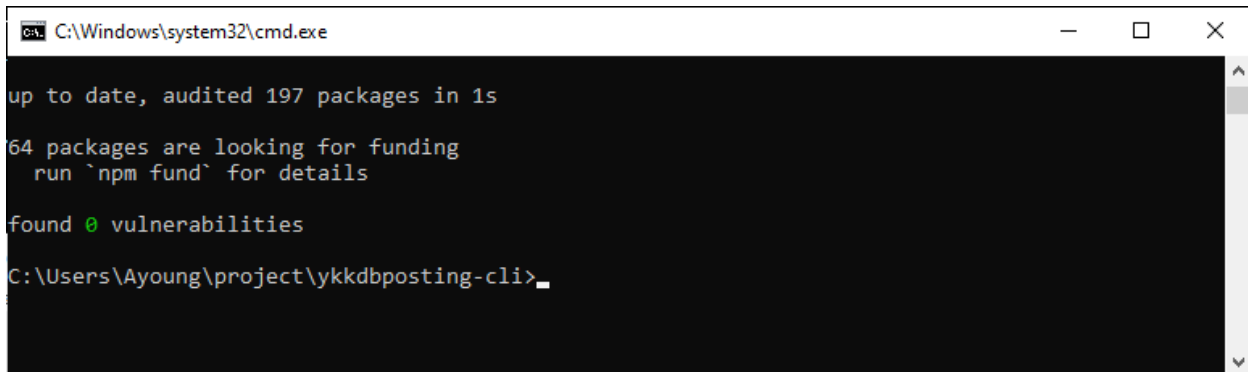 C:\Windows\system32\cmd.exe
up to date, audited 197 packages in 1s
64 packages are looking for funding
  run `npm fund` for details
found 0 vulnerabilities
C:\Users\Ayoung\project\ykkdbposting-cli>